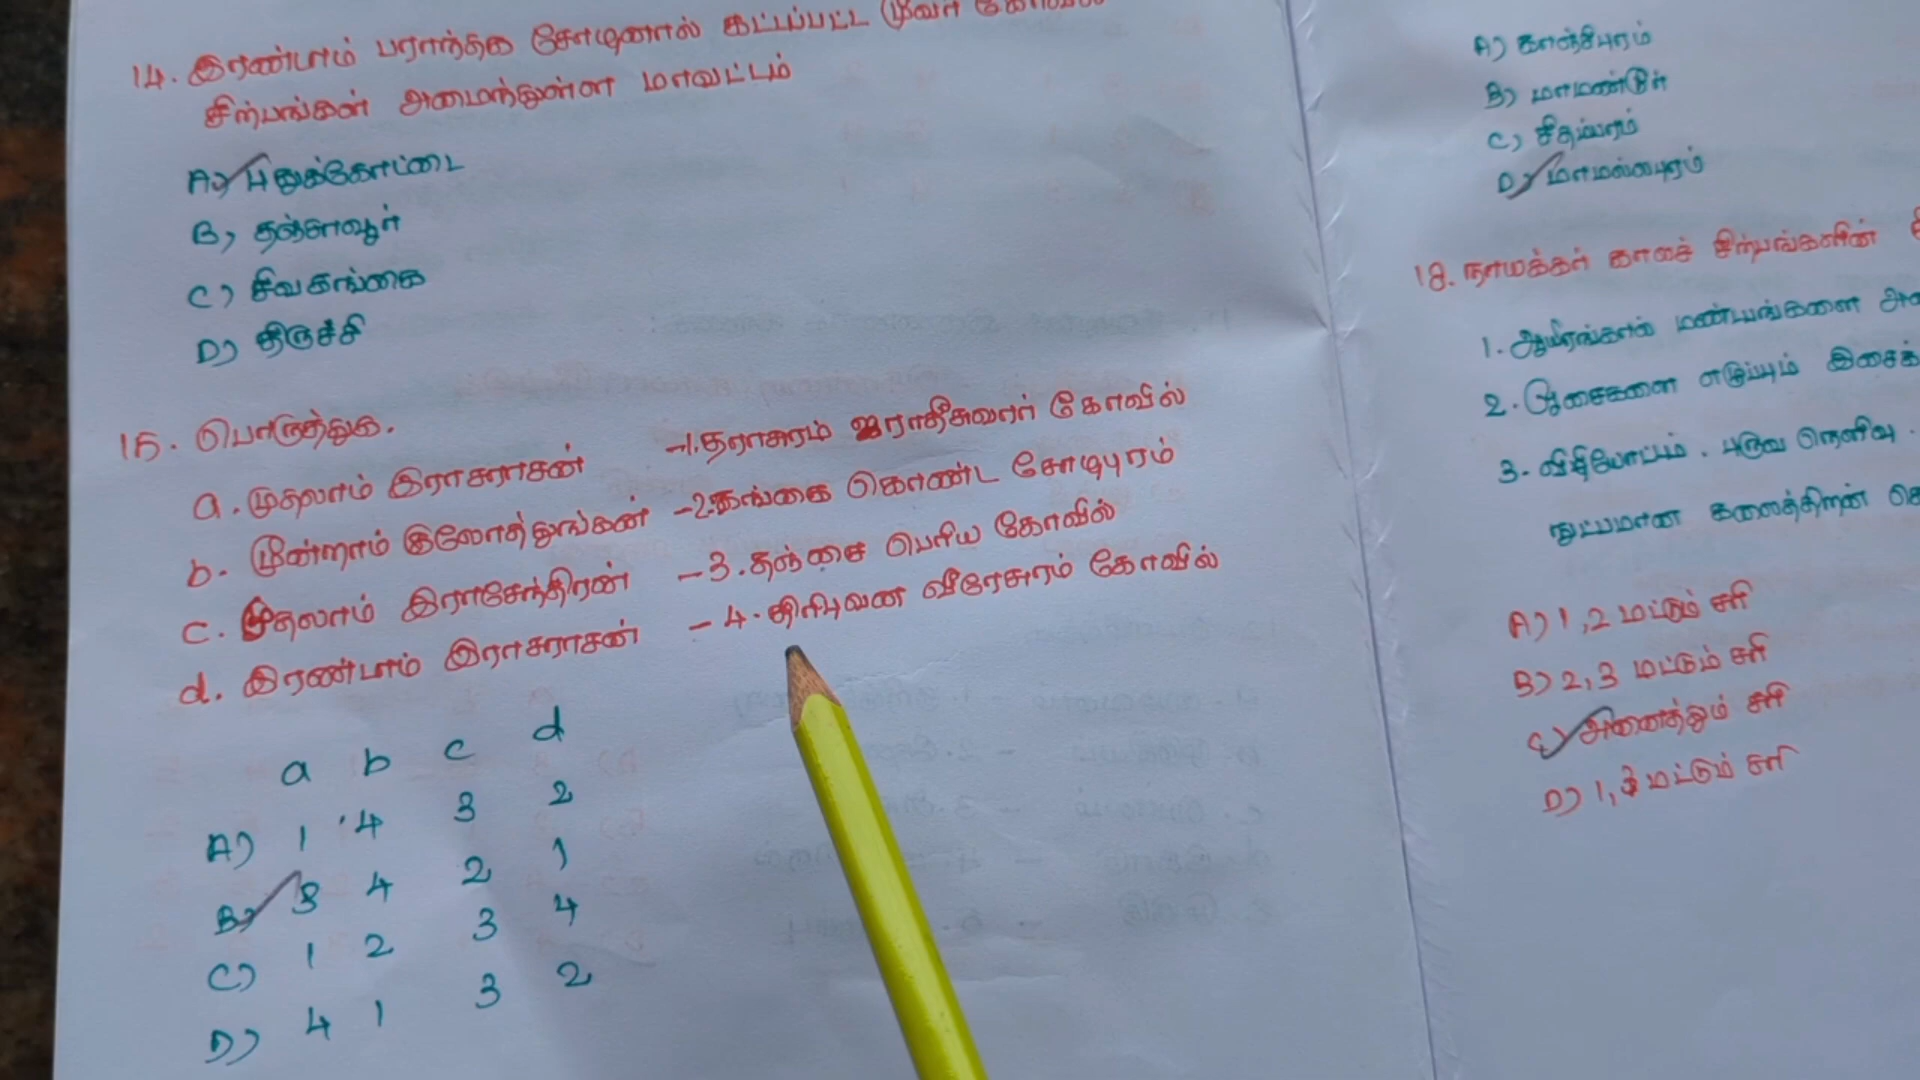 14. இரண்டாம் பராந்தக சோழனால் கட்டப்பட்ட மூவர்
சிற்பங்கள் அமைந்துள்ள மாவட்டம்
A) புதுக்கோட்டை
B) தஞ்சாவூர்
C) சிவகங்கை
D) திருச்சி
15. பொருத்துக.
a. முதலாம் இராசராசன் -1. தராசுரம் ஐராதீசுவரர் கோவில்
b. மூன்றாம் குலோத்துங்கன் -2. கங்கை கொண்ட சோழபுரம்
c. முதலாம் இராசேந்திரன் -3. தஞ்சை பெரிய கோவில்
d. இரண்டாம் இராசராசன் -4. திரிபுவன வீரேசுரம் கோவில்
a b c d
A) 1 4 3 2
B) 3 4 2 1
C) 1 2 3 4
D) 4 1 3 2
A) காஞ்சிபுரம்
B) மாமண்டூர்
C) சிதம்பரம்
D) மாமல்லபுரம்
18. நாயக்கர் காலச் சிற்பங்களின்
1. ஆயிரங்கால் மண்டபங்களை
2. ஓசைகளை எழுப்பும் இசைக்
3. விழியோட்டம், புருவ நெளிவு,
நுட்பமான கலைத்திறன்
A) 1,2 மட்டும் சரி
B) 2,3 மட்டும் சரி
C) அனைத்தும் சரி
D) 1,3 மட்டும் சரி